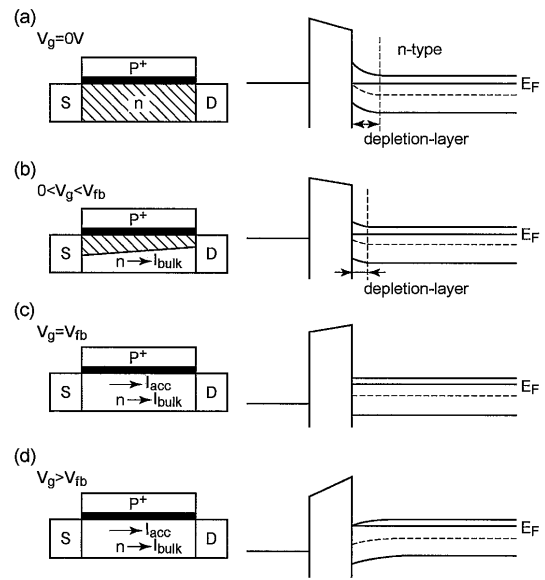 (a)
V_g=0V
P⁺
S n D
n-type
E_F
depletion-layer
(b)
0<V_g<V_fb
P⁺
S n → I_bulk D
E_F
depletion-layer
(c)
V_g=V_fb
P⁺
→ I_acc
S n → I_bulk D
E_F
(d)
V_g>V_fb
P⁺
→ I_acc
S n → I_bulk D
E_F